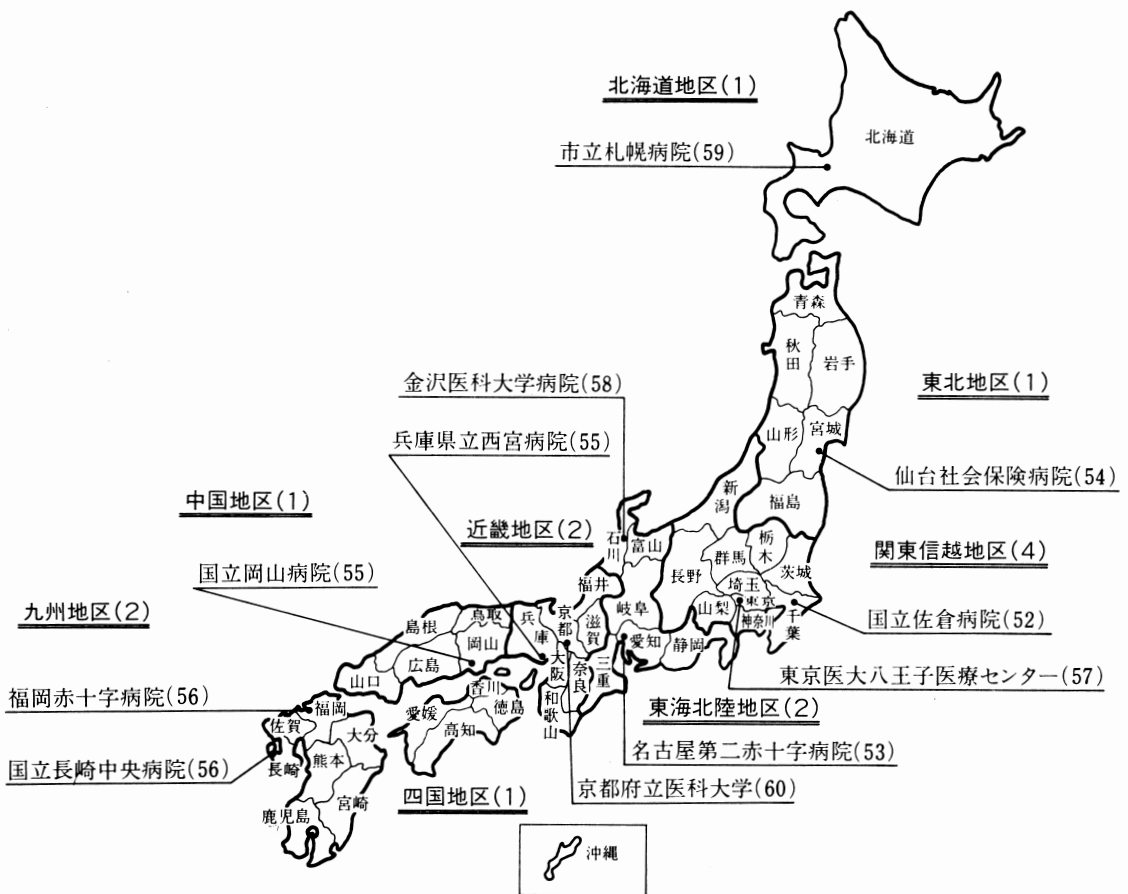 北海道地区(1)
北海道
市立札幌病院(59)
青森
秋田
岩手
金沢医科大学病院(58)
東北地区(1)
兵庫県立西宮病院(55)
山形
宮城
仙台社会保険病院(54)
新潟
福島
中国地区(1)
近畿地区(2)
石川
富山
栃木
群馬
関東信越地区(4)
長野
茨城
国立岡山病院(55)
福井
埼玉
東京
九州地区(2)
鳥取
兵庫
京都
滋賀
岐阜
山梨
神奈川
千葉
国立佐倉病院(52)
島根
岡山
愛知
静岡
広島
大阪
奈良
三重
東京医大八王子医療センター(57)
山口
香川
福岡赤十字病院(56)
福岡
愛媛
徳島
和歌山
東海北陸地区(2)
佐賀
大分
高知
名古屋第二赤十字病院(53)
国立長崎中央病院(56)
長崎
熊本
四国地区(1)
京都府立医科大学(60)
宮崎
鹿児島
沖縄